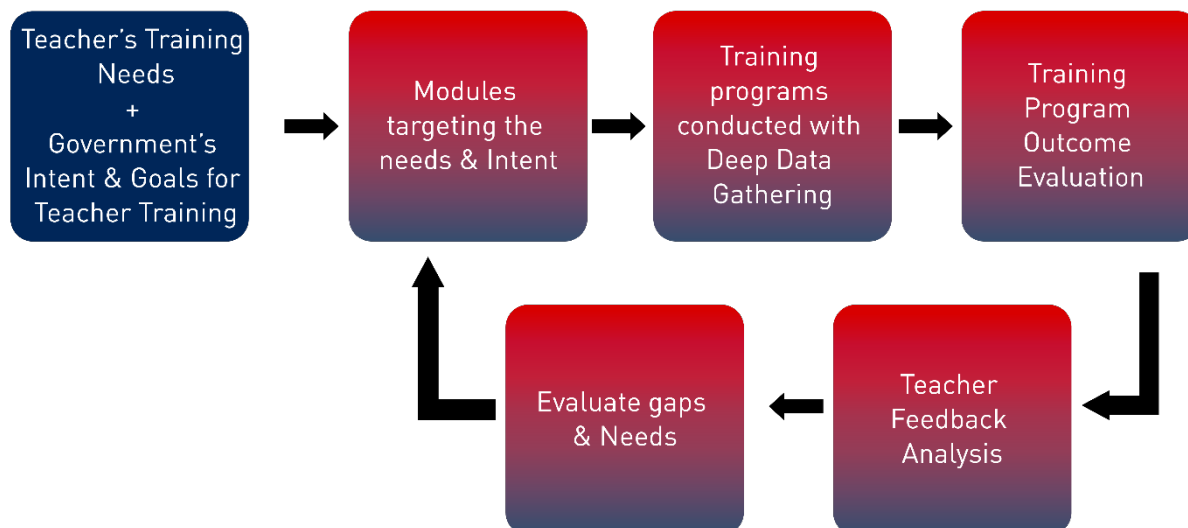 Teacher's Training
Needs
+
Government's
Intent & Goals for
Teacher Training
Modules
targeting the
needs & Intent
Training
programs
conducted with
Deep Data
Gathering
Training
Program
Outcome
Evaluation
Teacher
Feedback
Analysis
Evaluate gaps
& Needs